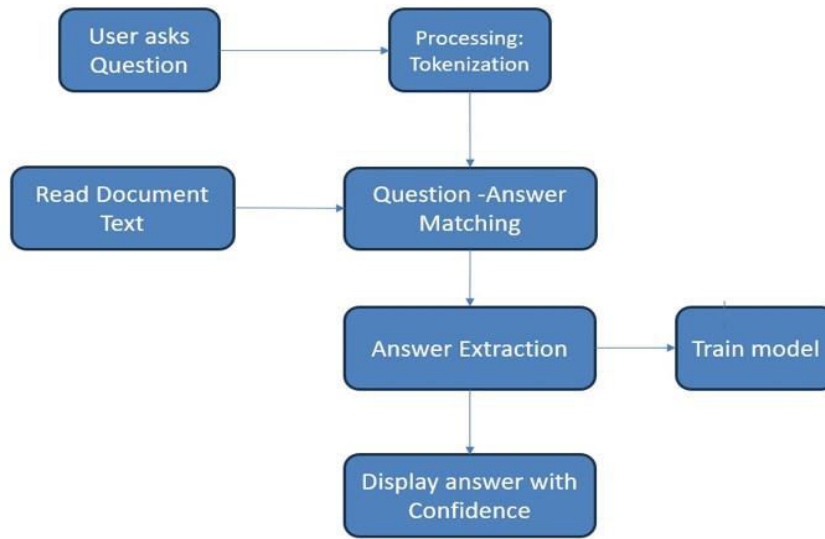 User asks
Question
Processing:
Tokenization
Read Document
Text
Question -Answer
Matching
Answer Extraction
Train model
Display answer with
Confidence